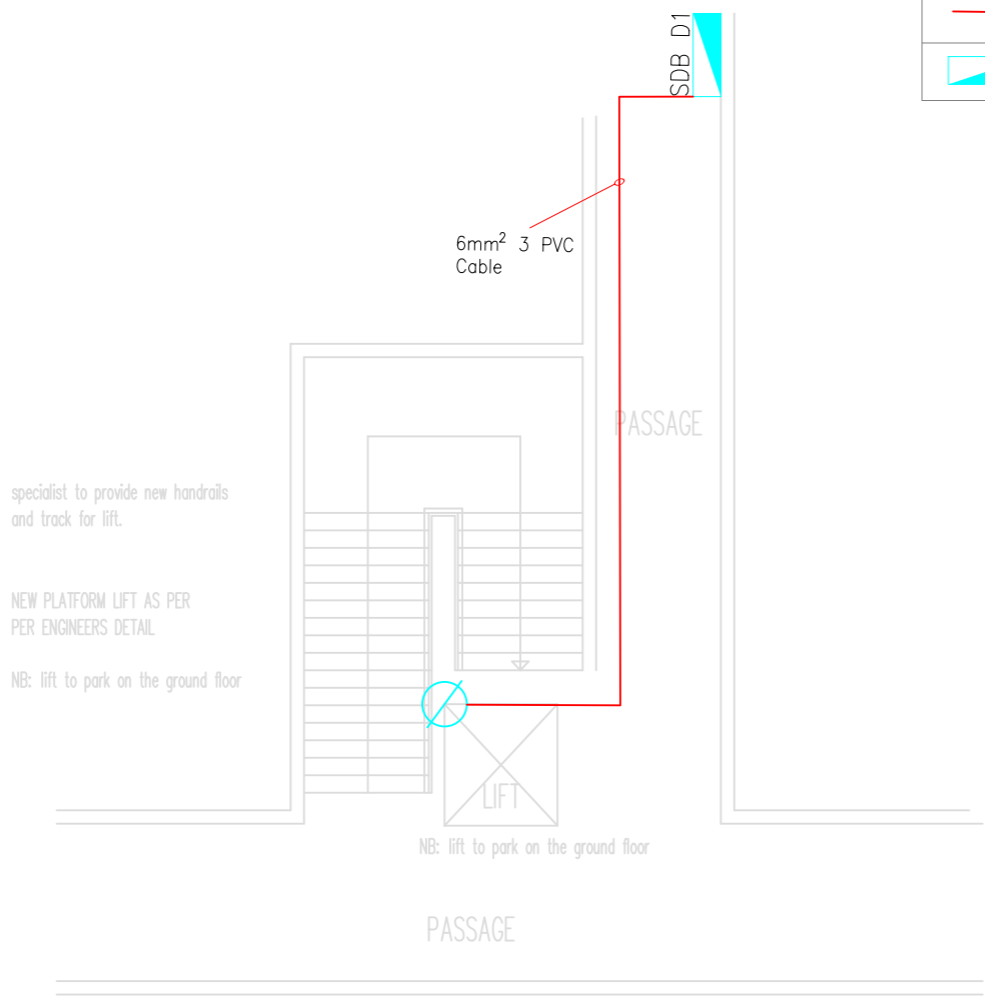 SDB D1
6mm² 3 PVC
Cable
PASSAGE
specialist to provide new handrails
and track for lift.
NEW PLATFORM LIFT AS PER
PER ENGINEERS DETAIL
NB: lift to park on the ground floor
LIFT
NB: lift to park on the ground floor
PASSAGE